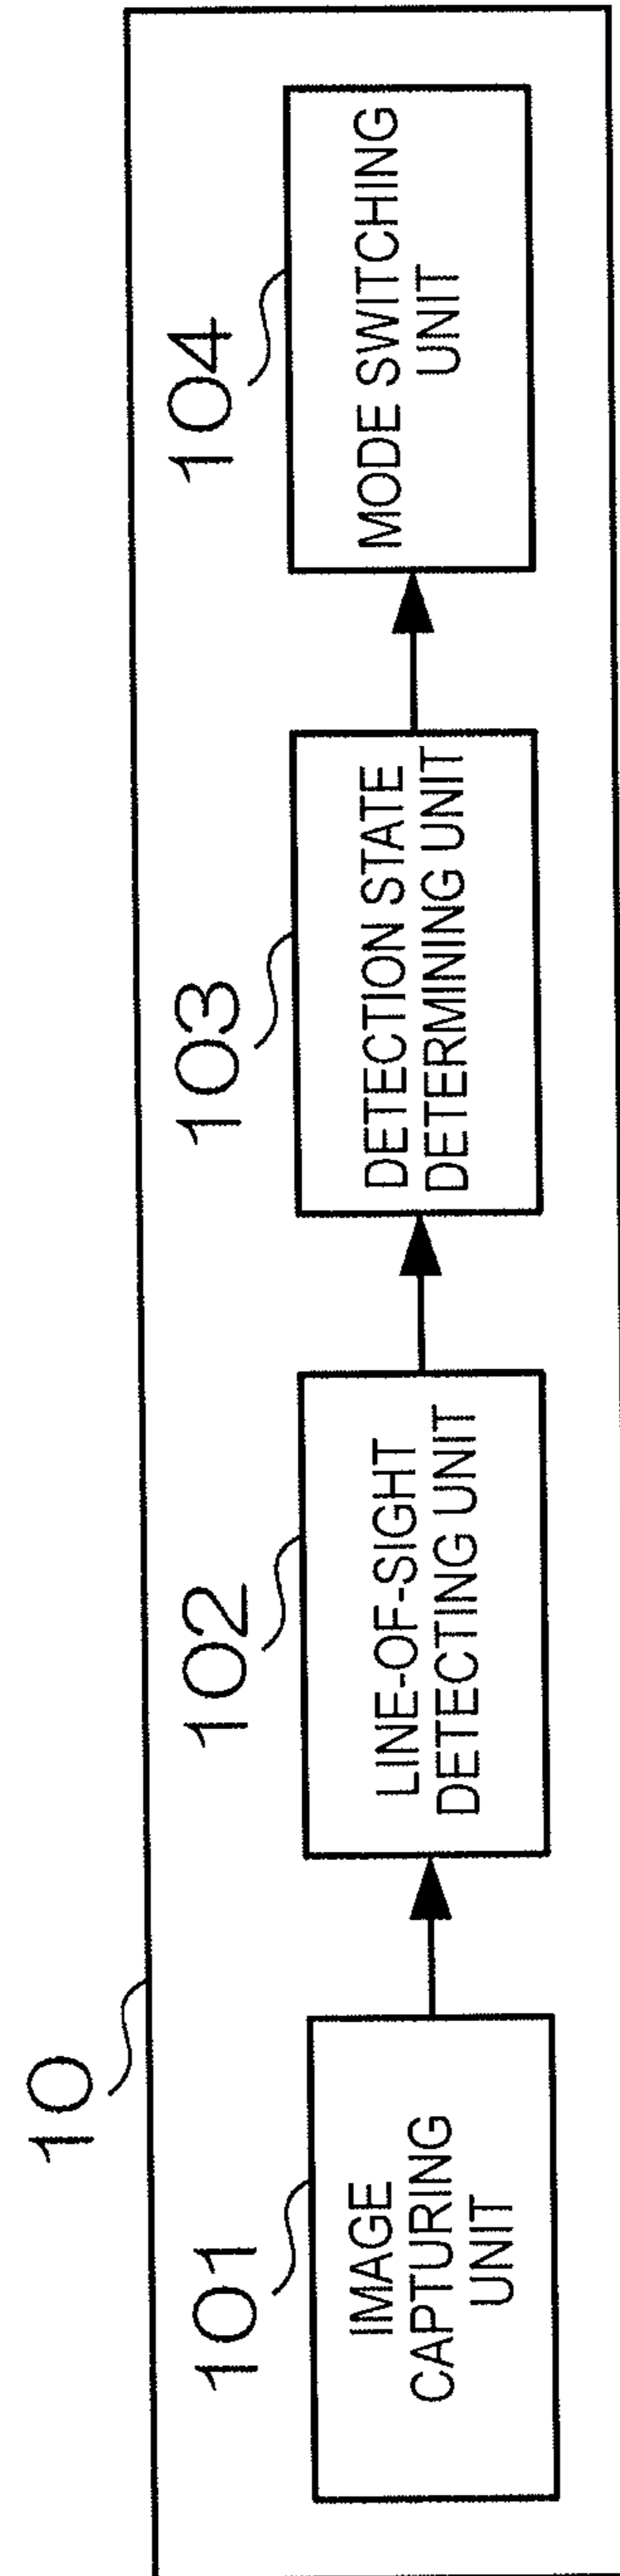 10
101
IMAGE
CAPTURING
UNIT
102
LINE-OF-SIGHT
DETECTING UNIT
103
DETECTION STATE
DETERMINING UNIT
104
MODE SWITCHING
UNIT